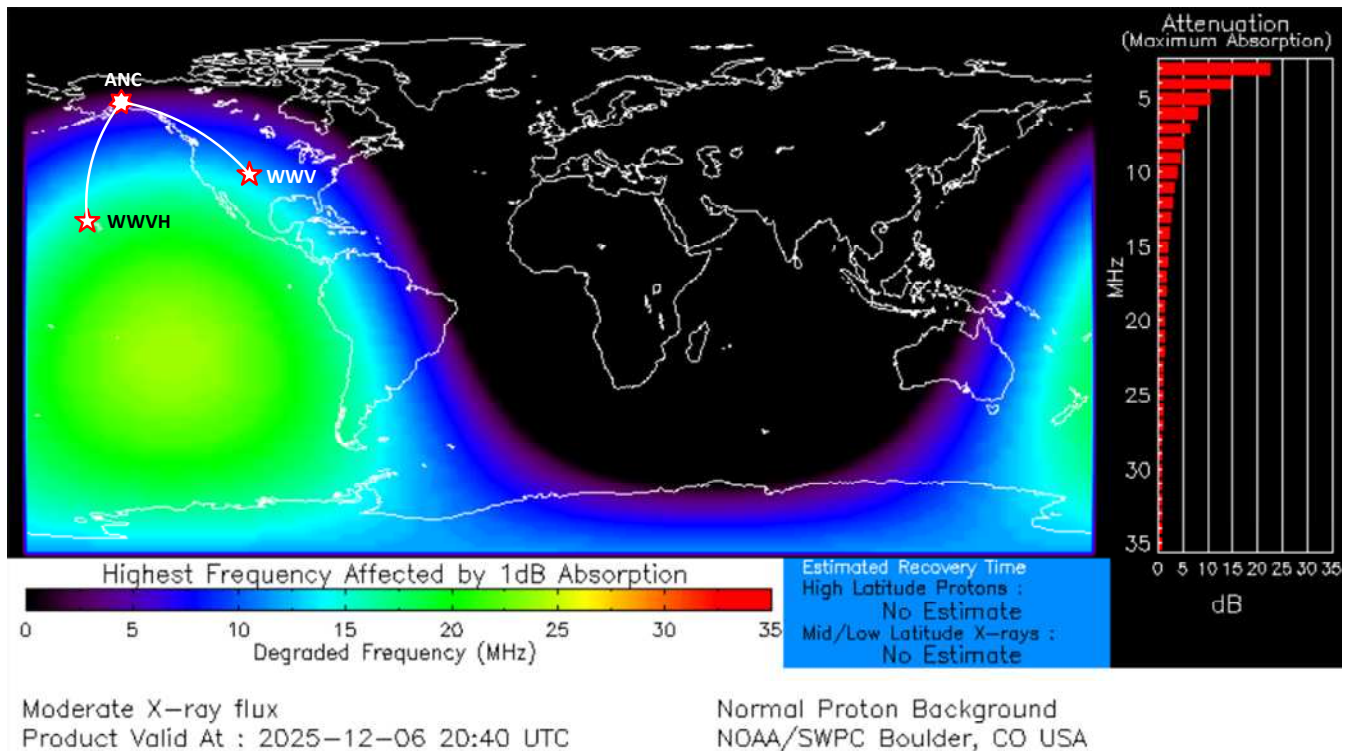 Attenuation
(Maximum Absorption)
ANC
WWV
WWVH
5
10
15
20
25
30
35
MHz
0 5 10 15 20 25 30 35
dB
Highest Frequency Affected by 1dB Absorption
0 5 10 15 20 25 30 35
Degraded Frequency (MHz)
Estimated Recovery Time
High Latitude Protons :
No Estimate
Mid/Low Latitude X-rays :
No Estimate
Moderate X-ray flux
Product Valid At : 2025-12-06 20:40 UTC
Normal Proton Background
NOAA/SWPC Boulder, CO USA